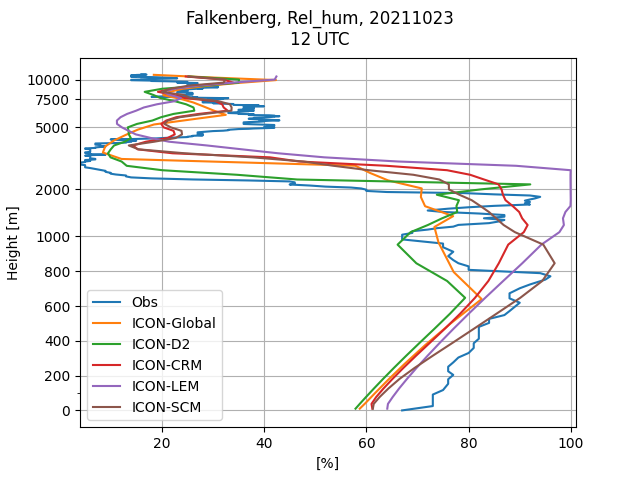 Falkenberg, Rel_hum, 20211023
12 UTC
Height [m]
10000
7500
5000
2000
1000
800
600
400
200
0
Obs
ICON-Global
ICON-D2
ICON-CRM
ICON-LEM
ICON-SCM
20
40
60
80
100
[%]